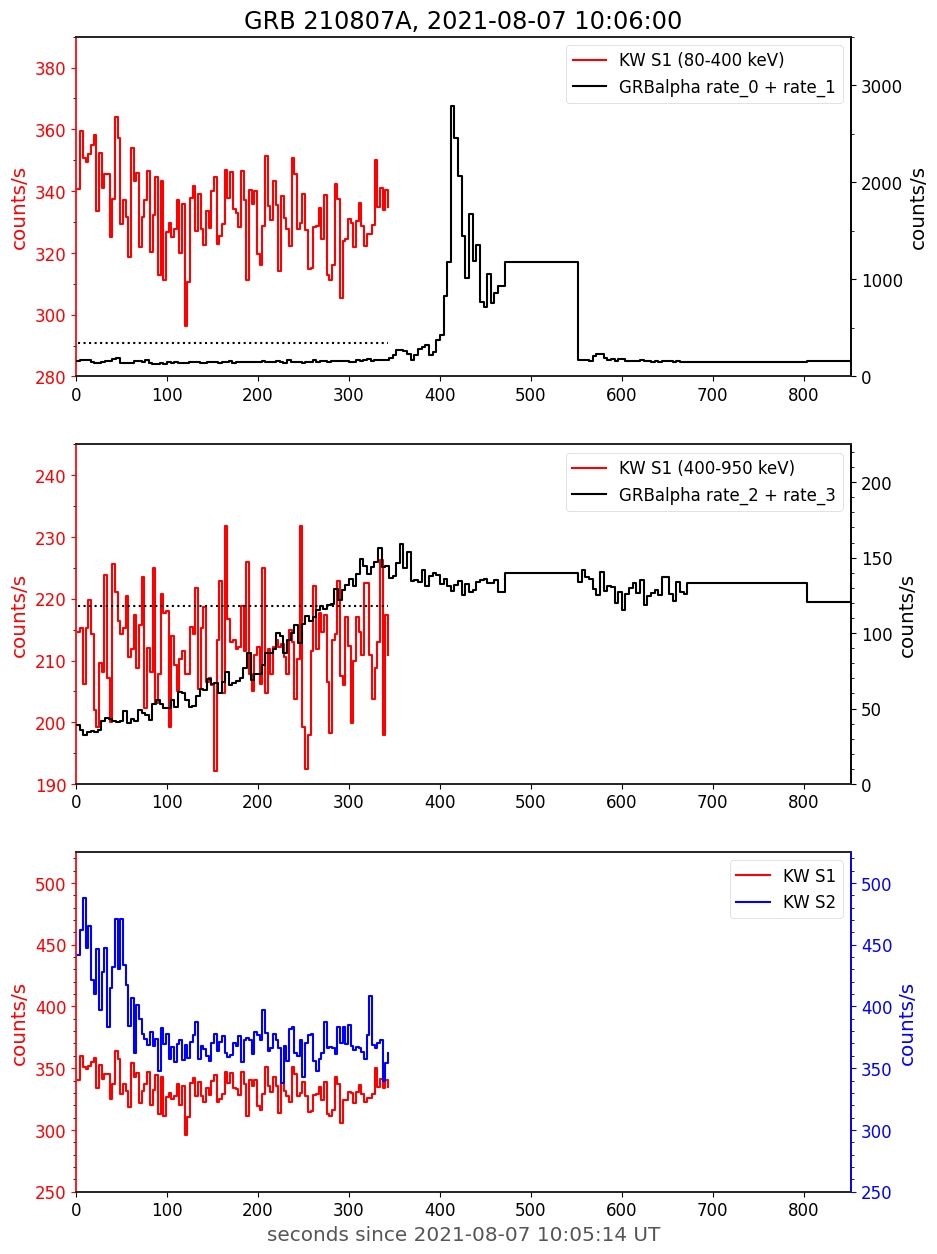 GRB 210807A, 2021-08-07 10:06:00
KW S1 (80-400 keV)
GRBalpha rate_0 + rate_1
counts/s
380
360
340
320
300
280
3000
2000
1000
0
counts/s
0 100 200 300 400 500 600 700 800
KW S1 (400-950 keV)
GRBalpha rate_2 + rate_3
counts/s
240
230
220
210
200
190
200
150
100
50
0
counts/s
0 100 200 300 400 500 600 700 800
KW S1
KW S2
counts/s
500
450
400
350
300
250
500
450
400
350
300
250
counts/s
0 100 200 300 400 500 600 700 800
seconds since 2021-08-07 10:05:14 UT